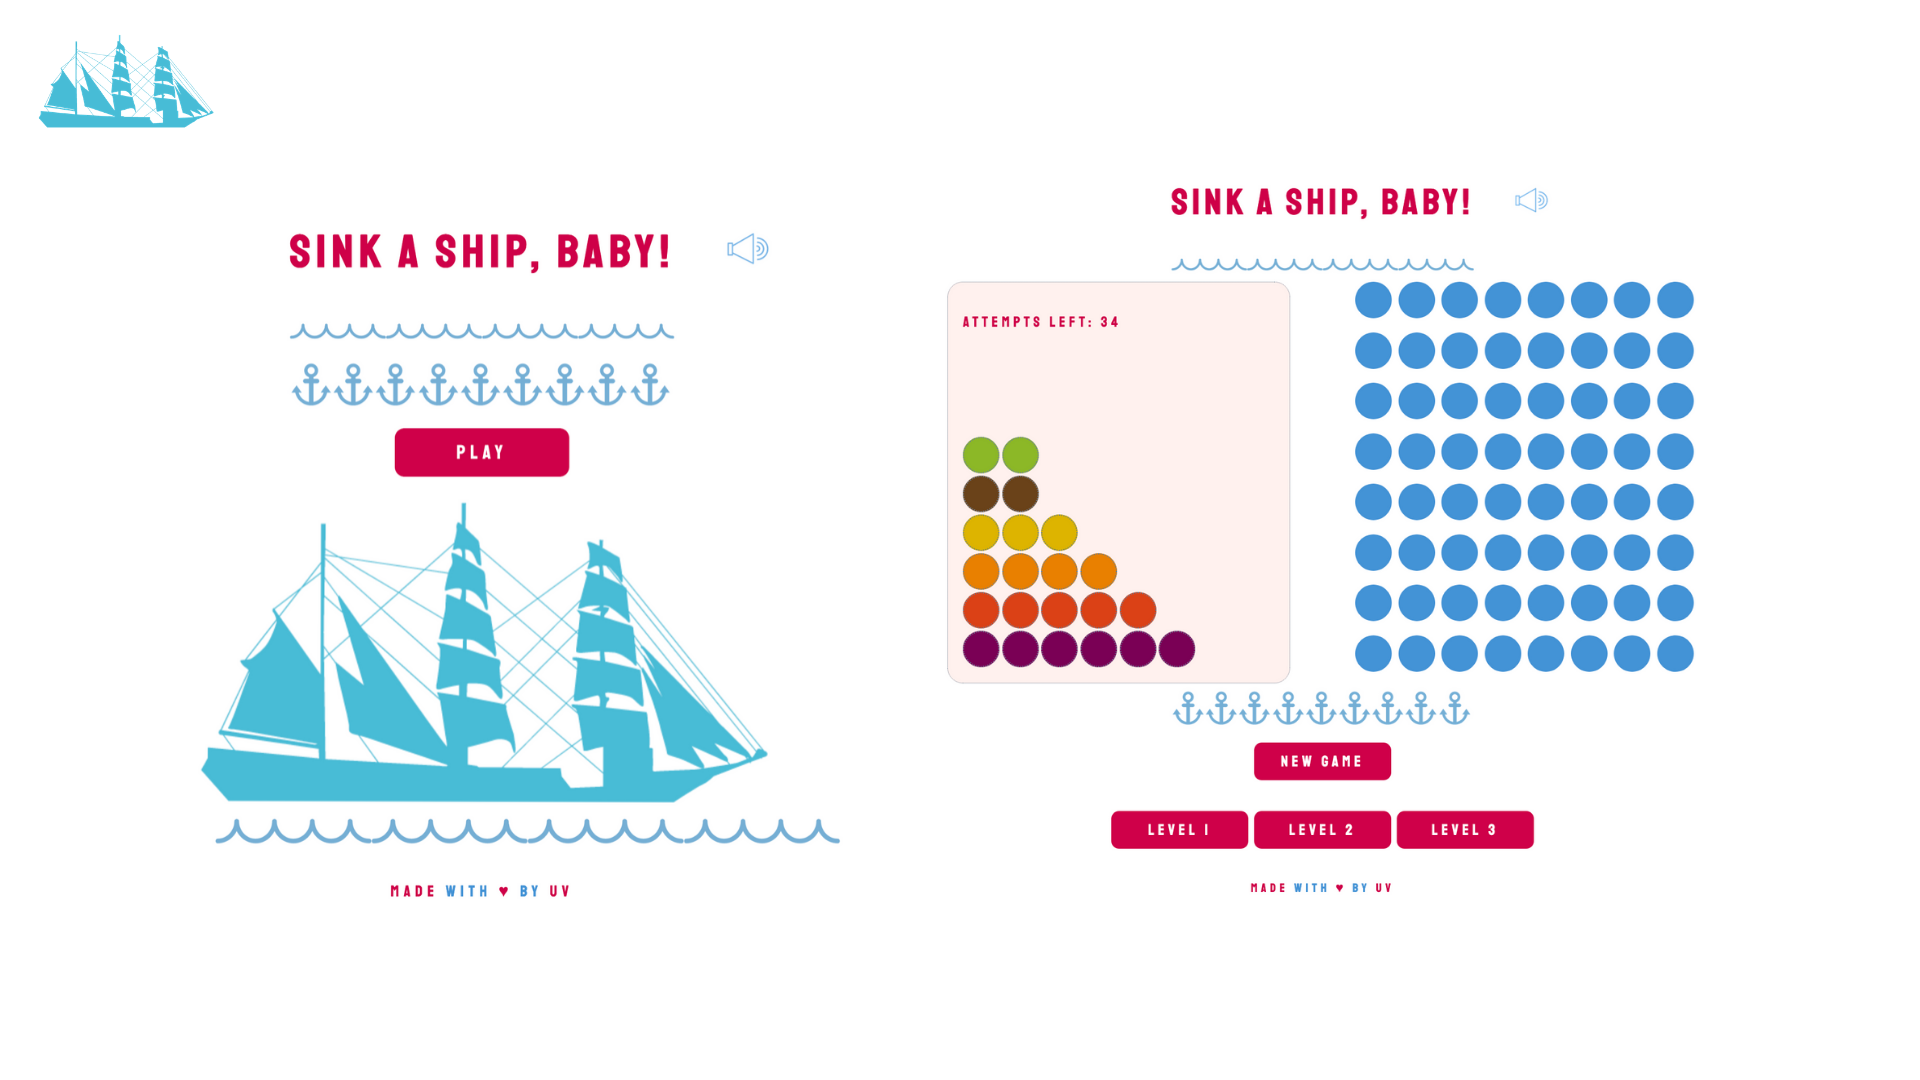 SINK A SHIP, BABY!
PLAY
MADE WITH ♥ BY UV
SINK A SHIP, BABY!
ATTEMPTS LEFT: 34
NEW GAME
LEVEL 1
LEVEL 2
LEVEL 3
MADE WITH ♥ BY UV